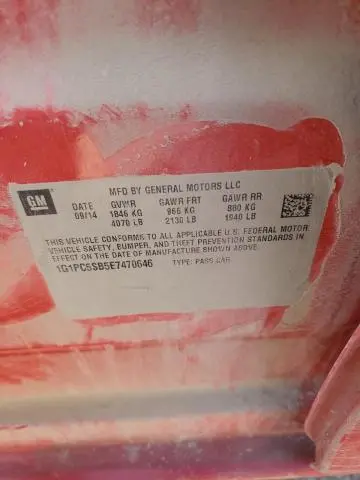 GM
MFD BY GENERAL MOTORS LLC
DATE GVWR GAWR FRT GAWR RR
09/14 1846 KG 966 KG 880 KG
4070 LB 2130 LB 1940 LB
THIS VEHICLE CONFORMS TO ALL APPLICABLE U.S. FEDERAL MOTOR
VEHICLE SAFETY, BUMPER, AND THEFT PREVENTION STANDARDS IN
EFFECT ON THE DATE OF MANUFACTURE SHOWN ABOVE.
1G1PC5SB5E7470646 TYPE: PASS CAR